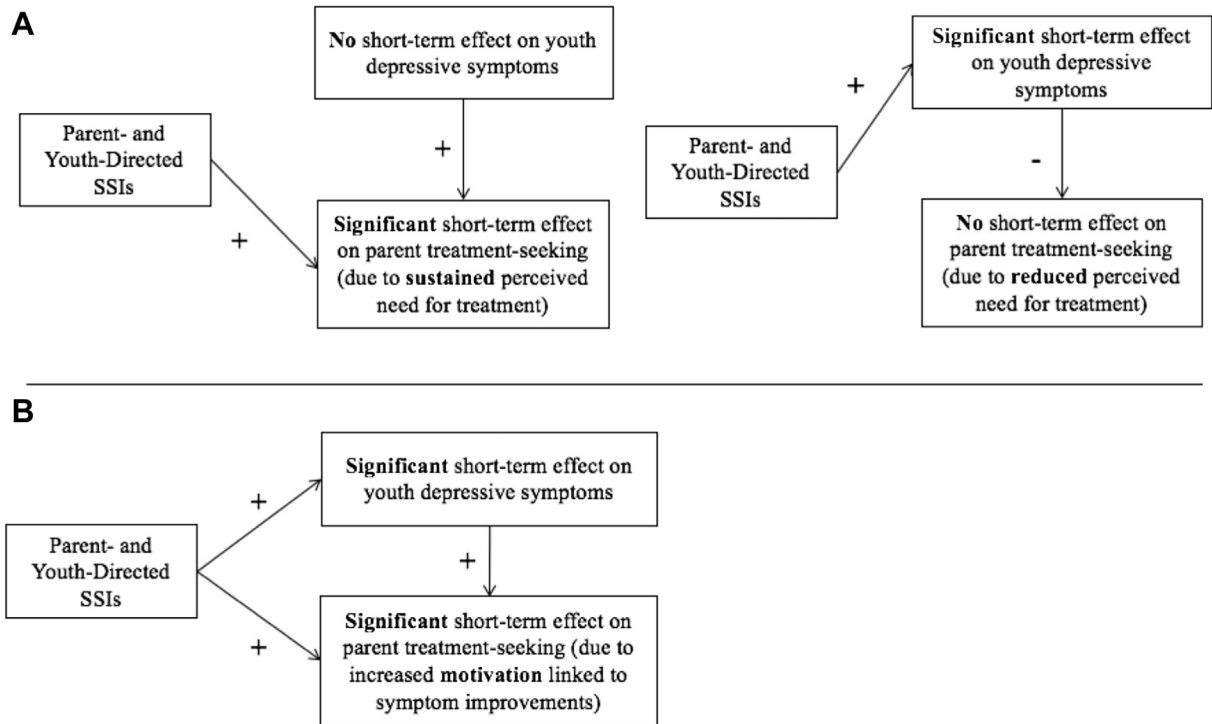 A
No short-term effect on youth
depressive symptoms
+
Parent- and
Youth-Directed
SSIs
+
Significant short-term effect
on parent treatment-seeking
(due to sustained perceived
need for treatment)
Significant short-term effect
on youth depressive
symptoms
+
Parent- and
Youth-Directed
SSIs
-
No short-term effect on
parent treatment-seeking
(due to reduced perceived
need for treatment)
B
Significant short-term effect on
youth depressive symptoms
+
Parent- and
Youth-Directed
SSIs
+
+
Significant short-term effect on
parent treatment-seeking (due to
increased motivation linked to
symptom improvements)